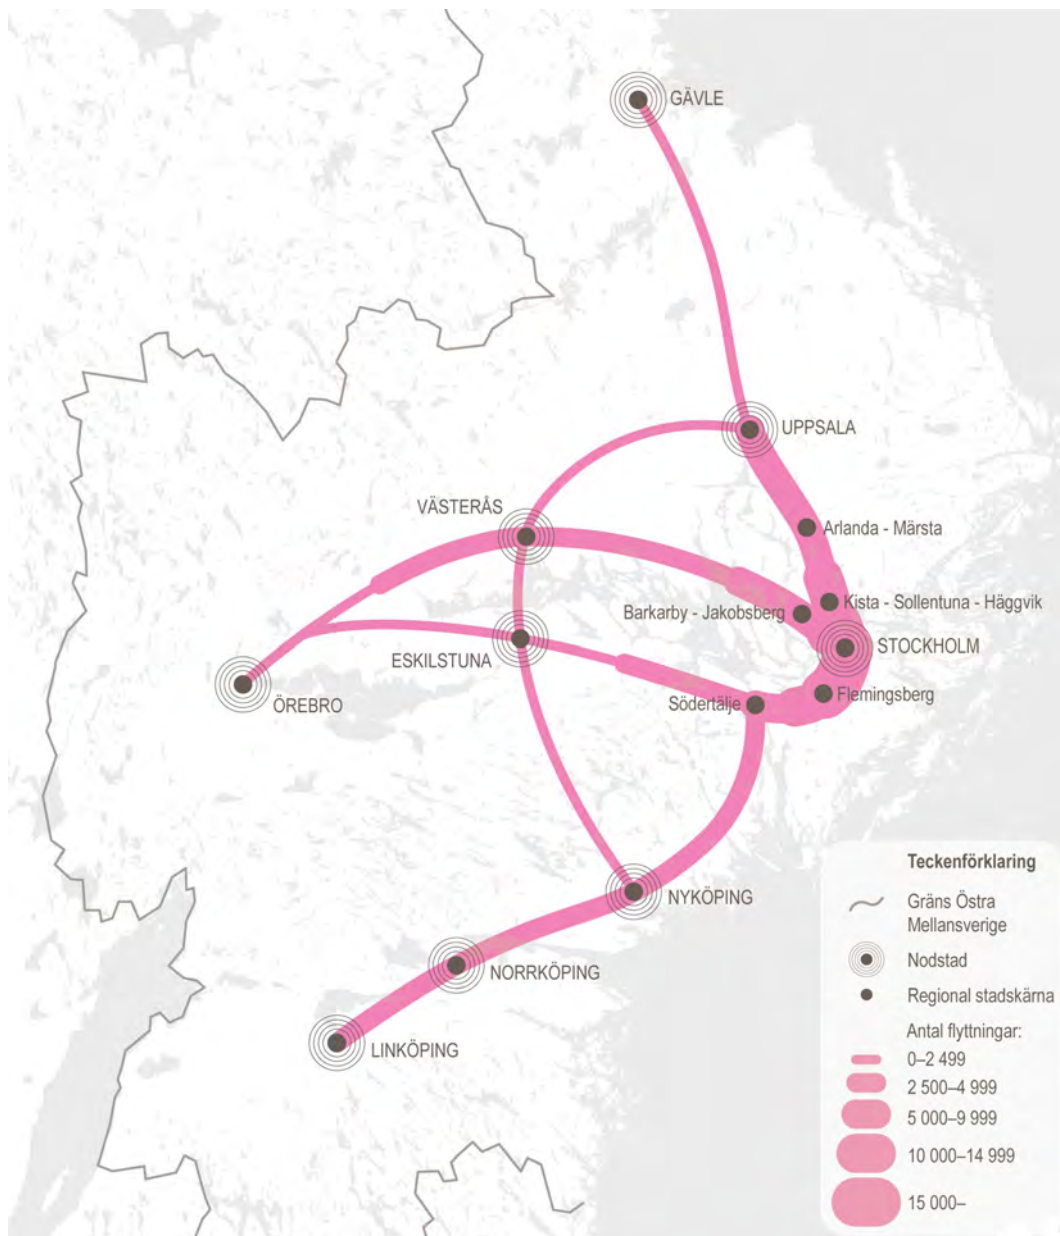 GÄVLE
UPPSALA
VÄSTERÅS
Arlanda - Märsta
Kista - Sollentuna - Häggvik
Barkarby - Jakobsberg
STOCKHOLM
ESKILSTUNA
Flemingsberg
Södertälje
ÖREBRO
NYKÖPING
NORRKÖPING
LINKÖPING
Teckenförklaring
Gräns Östra
Mellansverige
Nodstad
Regional stadskärna
Antal flyttningar:
0–2 499
2 500–4 999
5 000–9 999
10 000–14 999
15 000–